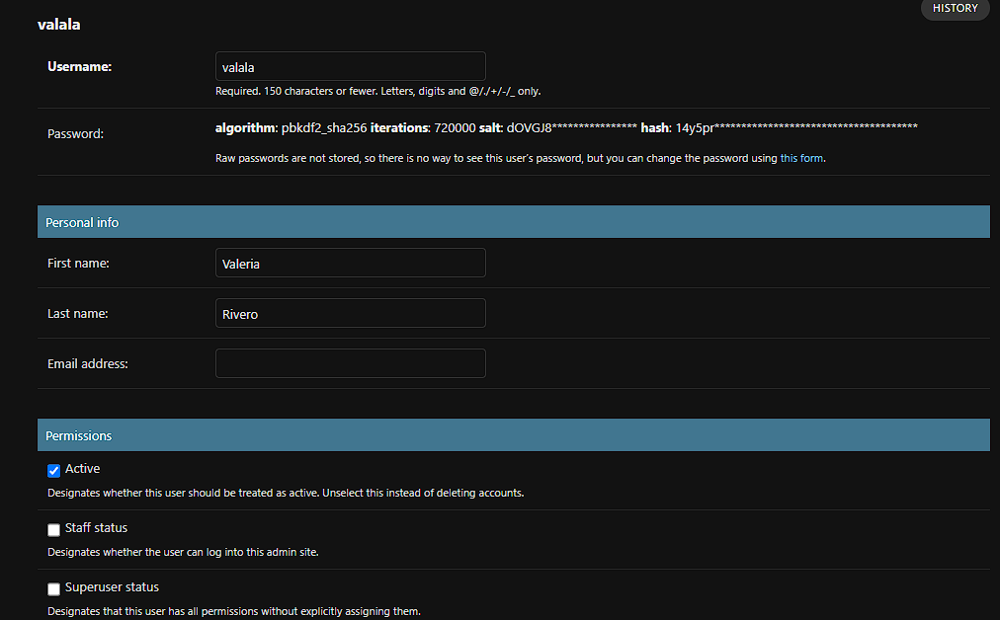 HISTORY
valala
Username:
valala
Required. 150 characters or fewer. Letters, digits and @/./+/-/_ only.
Password:
algorithm: pbkdf2_sha256 iterations: 720000 salt: dOVGJ8**************** hash: 14y5pr**************************************
Raw passwords are not stored, so there is no way to see this user's password, but you can change the password using this form.
Personal info
First name:
Valeria
Last name:
Rivero
Email address:
Permissions
Active
Designates whether this user should be treated as active. Unselect this instead of deleting accounts.
Staff status
Designates whether the user can log into this admin site.
Superuser status
Designates that this user has all permissions without explicitly assigning them.